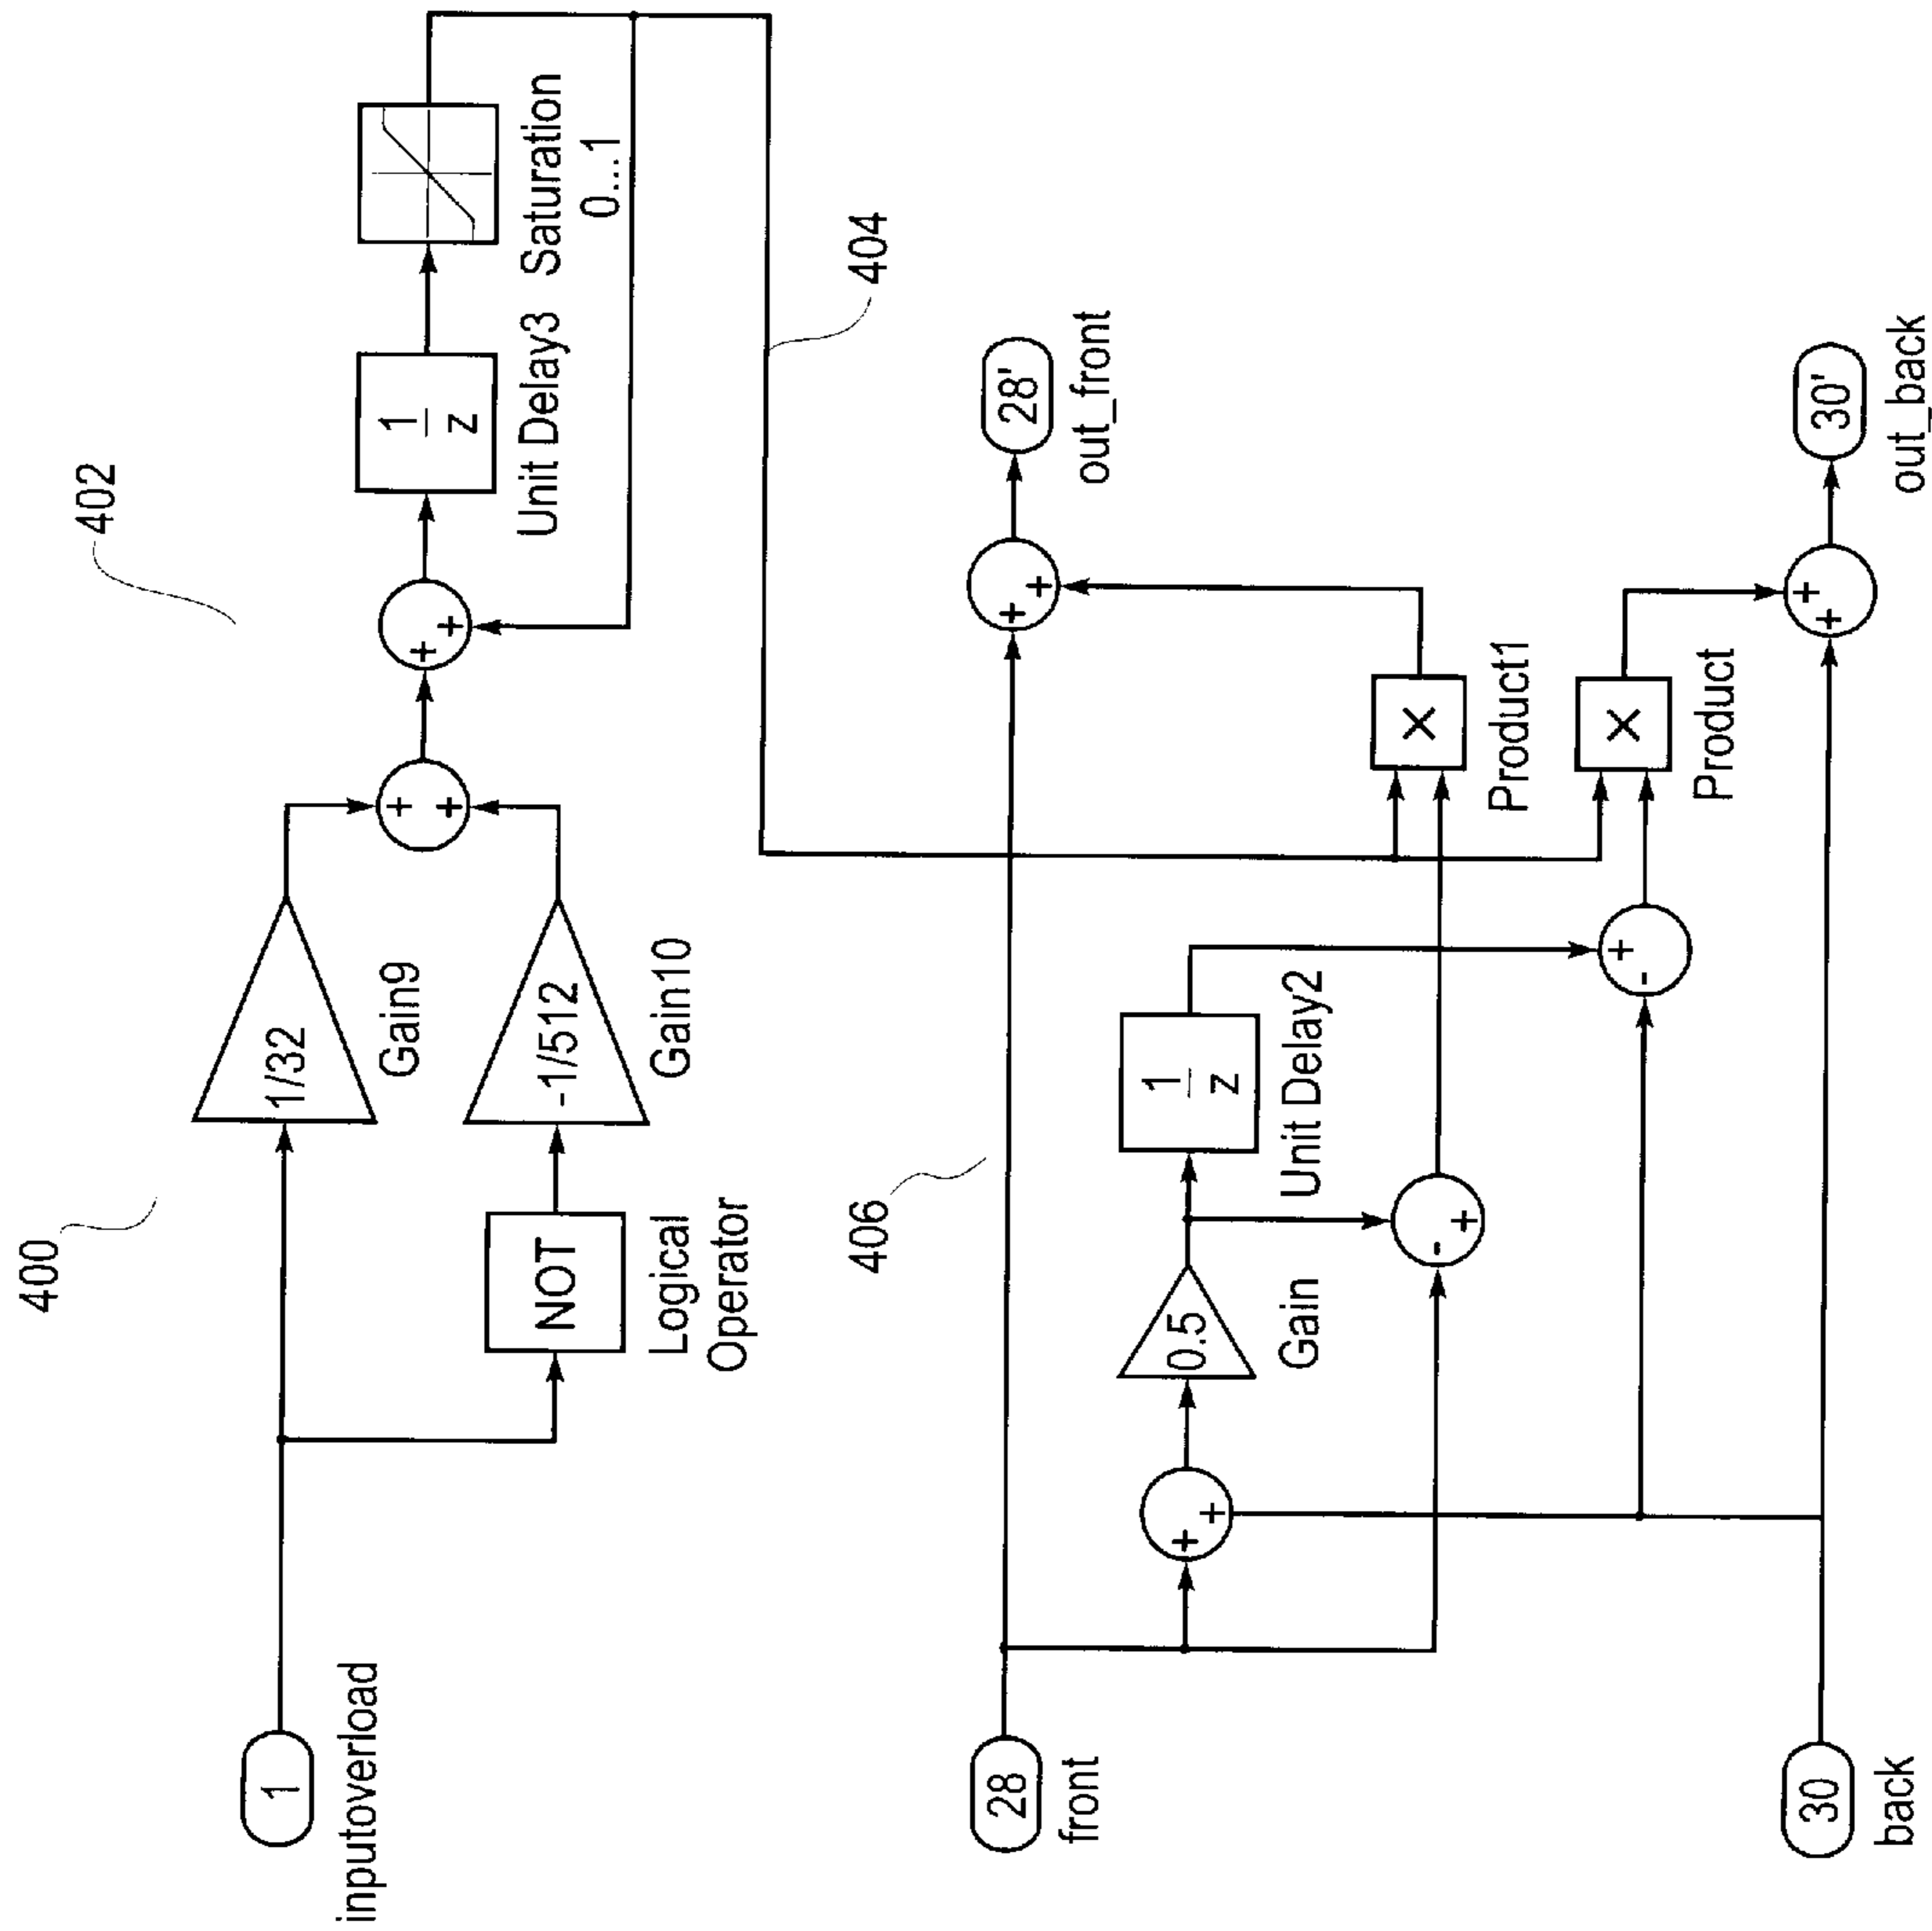 400
402
1
inputoverload
1/32
Gain9
NOT
Logical
Operator
-1/512
Gain10
+
+
+
+
1
z
Unit Delay3
Saturation
0...1
404
406
28
front
+
+
0.5
Gain
1
z
Unit Delay2
-
+
-
+
×
Product1
×
Product
+
+
28'
out_front
30
back
+
+
30'
out_back